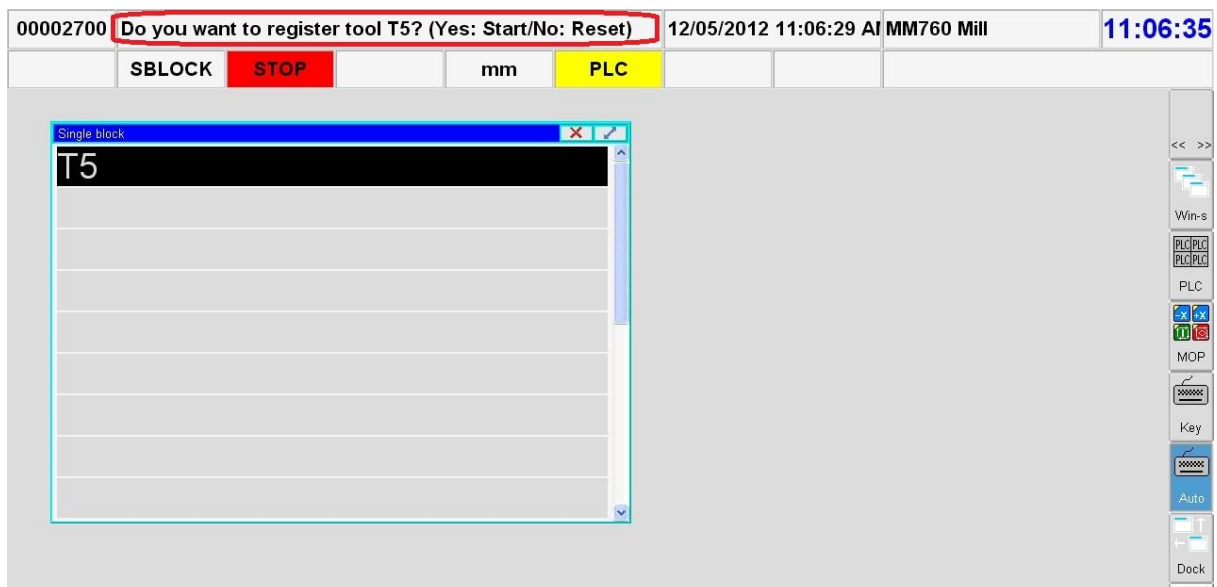 00002700 Do you want to register tool T5? (Yes: Start/No: Reset) 12/05/2012 11:06:29 AM MM760 Mill 11:06:35
SBLOCK STOP mm PLC
Single block
T5
<< >>
Win-s
PLC PLC
PLC PLC
PLC
-X +X
MOP
Key
Auto
Dock